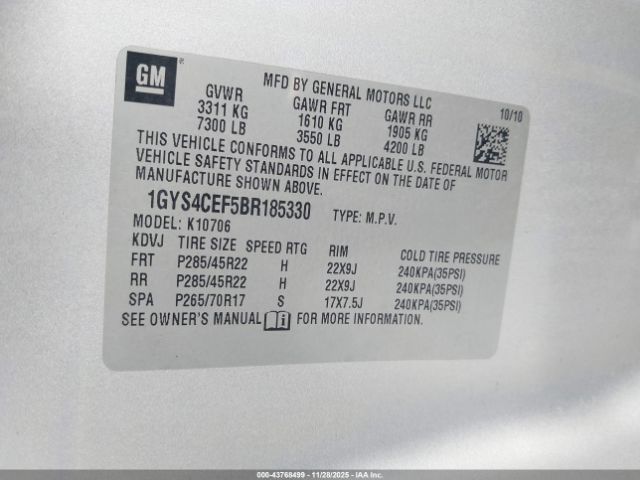 GM
MFD BY GENERAL MOTORS LLC
10/10
GVWR GAWR FRT GAWR RR
3311 KG 1610 KG 1905 KG
7300 LB 3550 LB 4200 LB
THIS VEHICLE CONFORMS TO ALL APPLICABLE U.S. FEDERAL MOTOR
VEHICLE SAFETY STANDARDS IN EFFECT ON THE DATE OF
MANUFACTURE SHOWN ABOVE.
1GYS4CEF5BR185330 TYPE: M.P.V.
MODEL: K10706
KDVJ TIRE SIZE SPEED RTG RIM COLD TIRE PRESSURE
FRT P285/45R22 H 22X9J 240KPA(35PSI)
RR P285/45R22 H 22X9J 240KPA(35PSI)
SPA P265/70R17 S 17X7.5J 240KPA(35PSI)
SEE OWNER'S MANUAL FOR MORE INFORMATION.
000-43768499 - 11/28/2025 - IAAI, Inc. Copyright